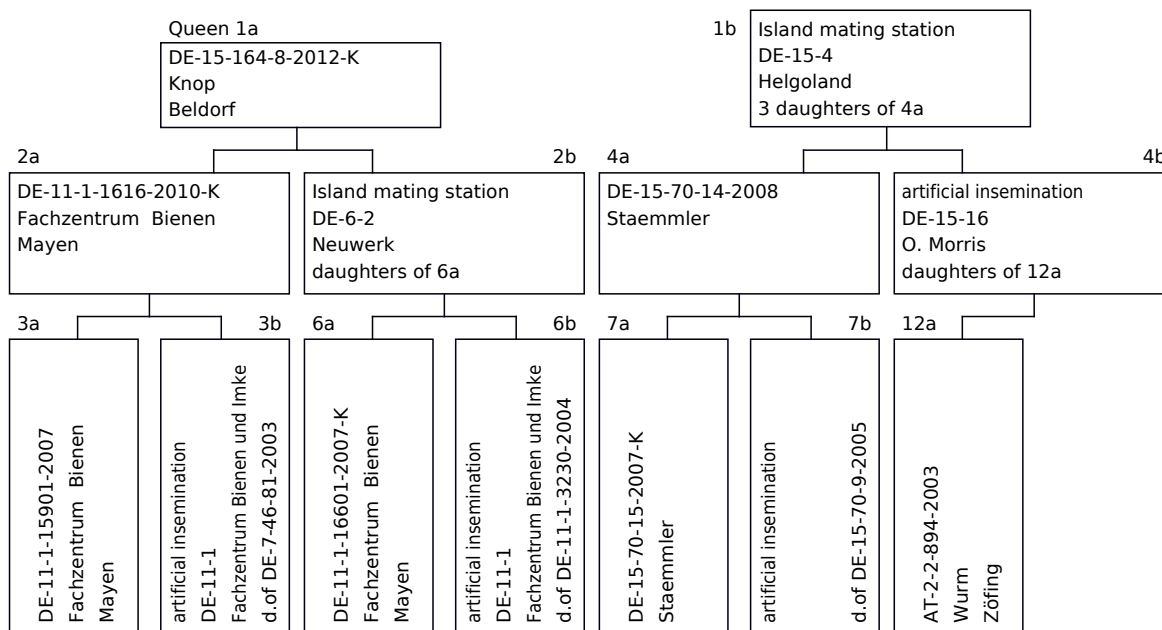 Queen 1a
DE-15-164-8-2012-K
Knop
Beldorf
1b
Island mating station
DE-15-4
Helgoland
3 daughters of 4a
2a
DE-11-1-1616-2010-K
Fachzentrum Bienen
Mayen
2b
Island mating station
DE-6-2
Neuwerk
daughters of 6a
4a
DE-15-70-14-2008
Staemmler
4b
artificial insemination
DE-15-16
O. Morris
daughters of 12a
3a
DE-11-1-15901-2007
Fachzentrum Bienen
Mayen
3b
artificial insemination
DE-11-1
Fachzentrum Bienen und Imke
d.of DE-7-46-81-2003
6a
DE-11-1-16601-2007-K
Fachzentrum Bienen
Mayen
6b
artificial insemination
DE-11-1
Fachzentrum Bienen und Imke
d.of DE-11-1-3230-2004
7a
DE-15-70-15-2007-K
Staemmler
7b
artificial insemination
d.of DE-15-70-9-2005
12a
AT-2-2-894-2003
Wurm
Zöfing